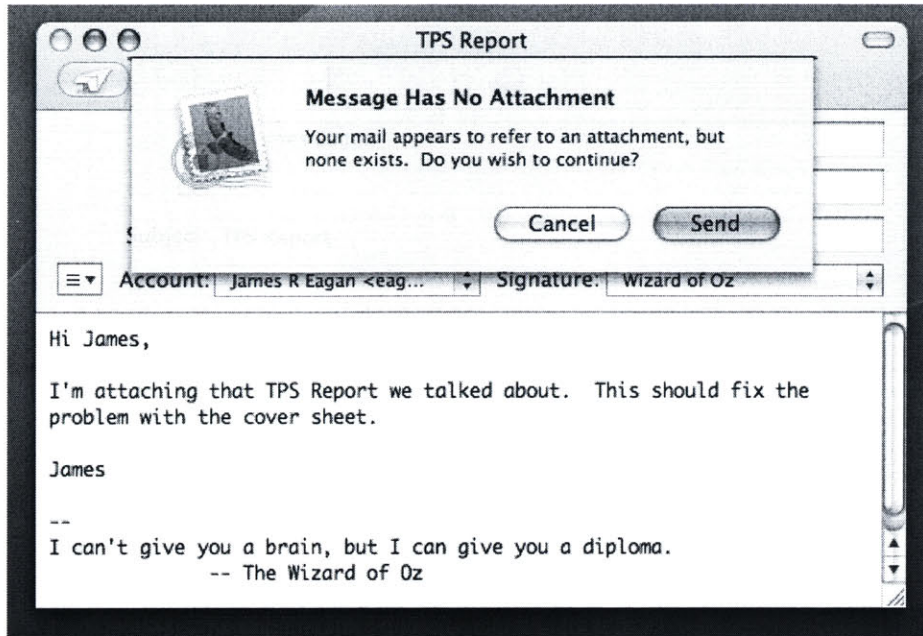 TPS Report
Message Has No Attachment
Your mail appears to refer to an attachment, but
none exists.  Do you wish to continue?
Cancel
Send
Subject: TPS Report
Account:
James R Eagan <eag...
Signature:
Wizard of Oz
Hi James,
I'm attaching that TPS Report we talked about.  This should fix the
problem with the cover sheet.
James
--
I can't give you a brain, but I can give you a diploma.
-- The Wizard of Oz